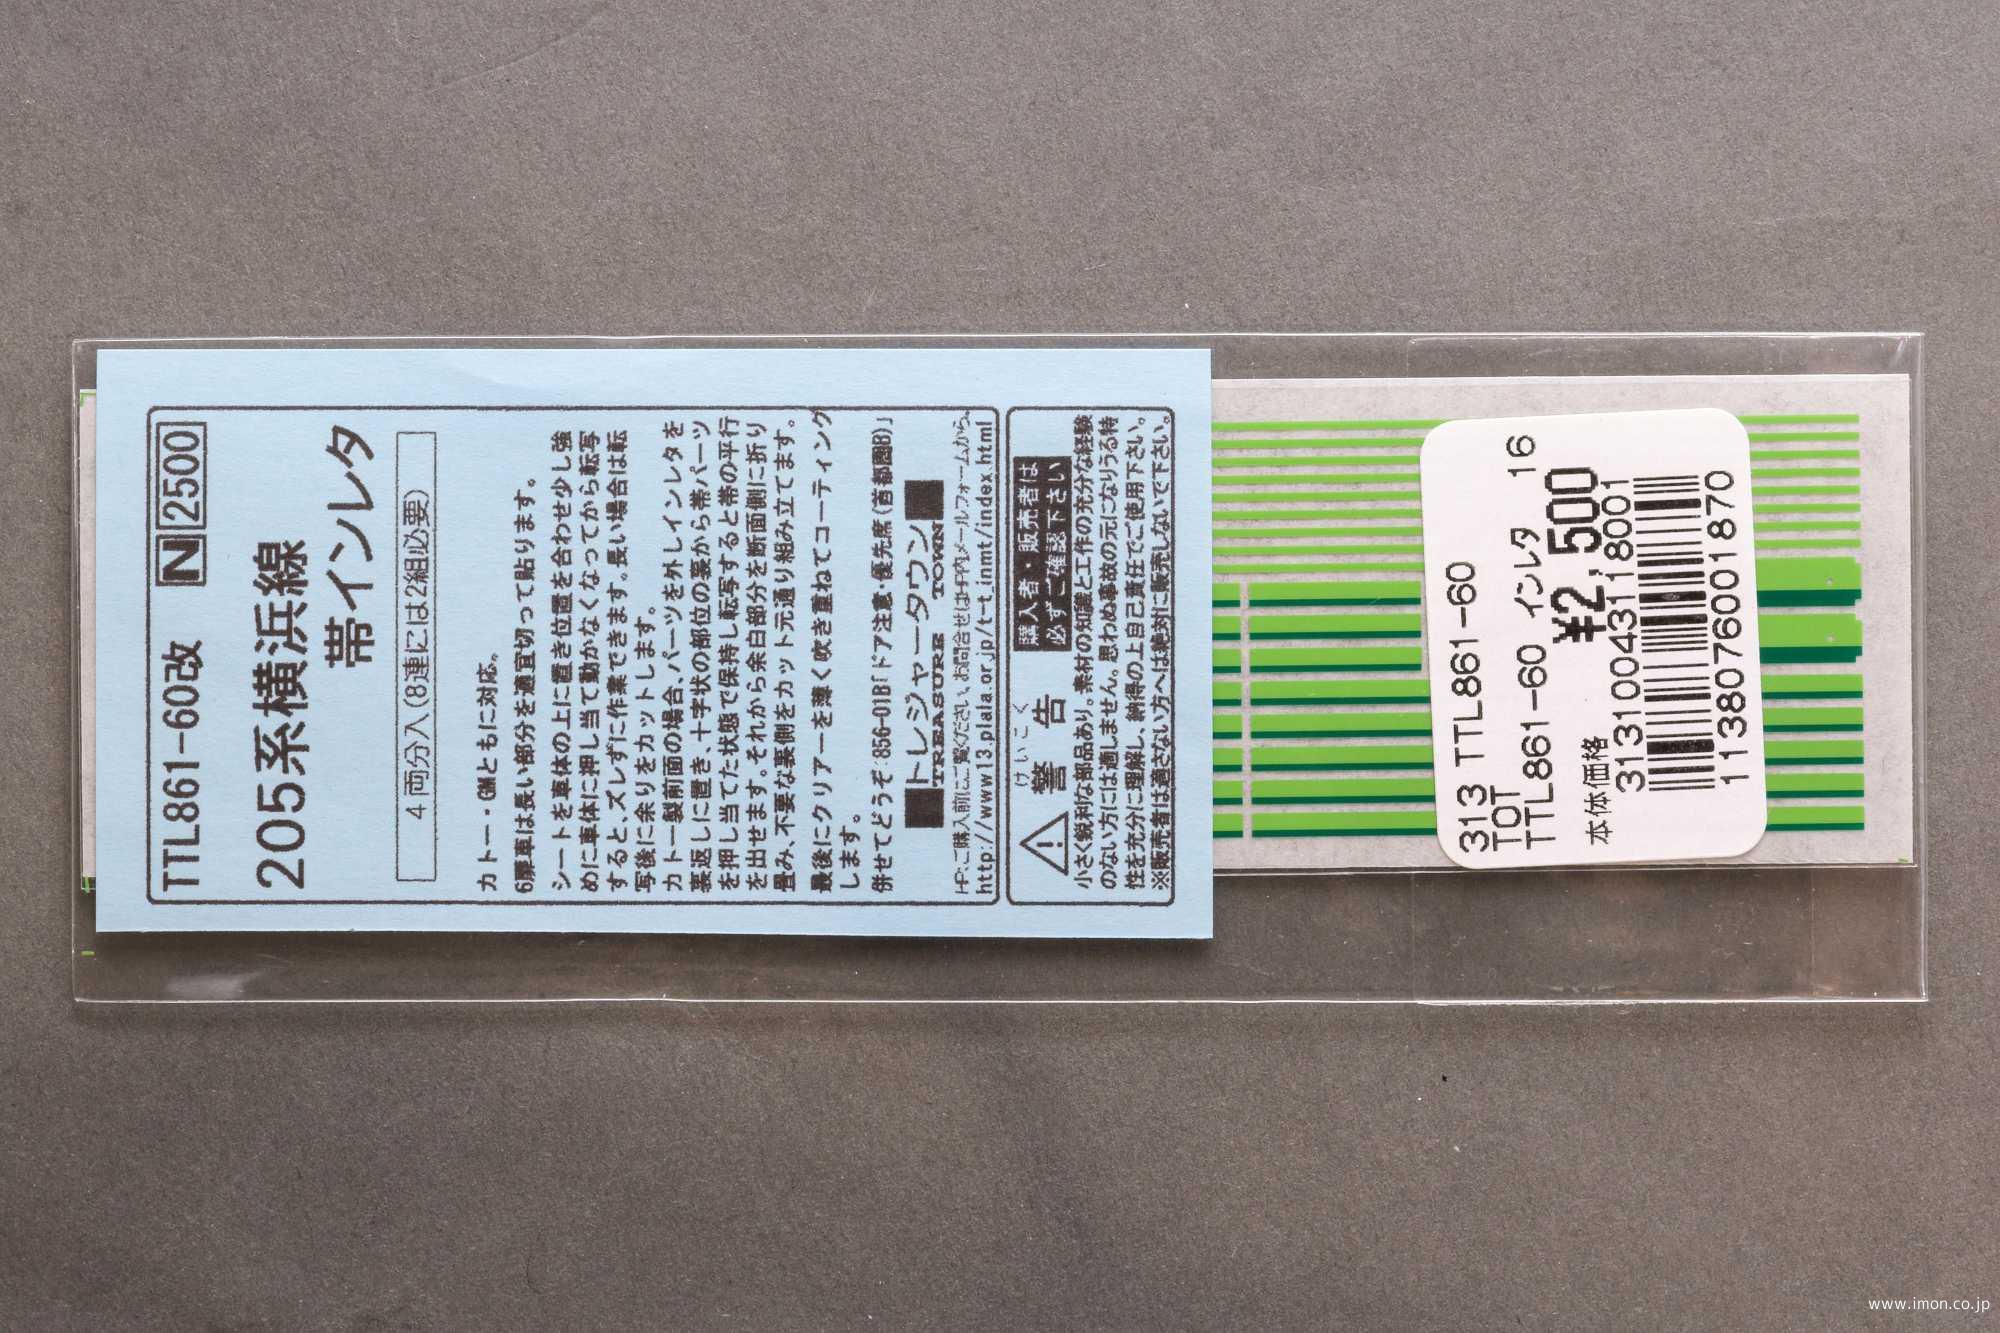 TTL861-60改 N 2500
205系横浜線
帯インレタ
4両分入(8連には2組必要)
カトー・GMともに対応。
6扉車は長い部分を適宜切って貼ります。
シートを車体の上に置き位置を合わせ少し強
めに車体に押し当て動かなくなってから転写
すると、ズレずに作業できます。長い場合は転
写後に余りをカットします。
カトー製前面の場合、パーツを外しインレタを
裏返しに置き、十字状の部位の裏から帯パーツ
を押し当てた状態で保持し転写すると帯の平行
を出せます。それから余白部分を断面側に折り
畳み、不要な裏側をカット元通り組み立てます。
最後にクリアーを薄く吹き重ねてコーティング
します。
併せてどうぞ:856-01B「ドア注意・優先席(首都圏B)」
トレジャータウン
TREASURE TOWN
HP:ご購入前にご覧ください。お問合せはHP内メールフォームから。
http://www13.plala.or.jp/t-t_inmt/index.html
けいこく
警告
購入者・販売者は
必ずご確認下さい
小さく鋭利な部品あり。素材の知識と工作の充分な経験
のない方には適しません。思わぬ事故の元になりうる特
性を充分に理解し、納得の上自己責任でご使用下さい。
※販売者は適さない方へは絶対に販売しないで下さい。
313 TTL861-60
TOT
TTL861-60 インレタ 16
本体価格 ¥2,500
31310043118001
1138076001870
www.imon.co.jp